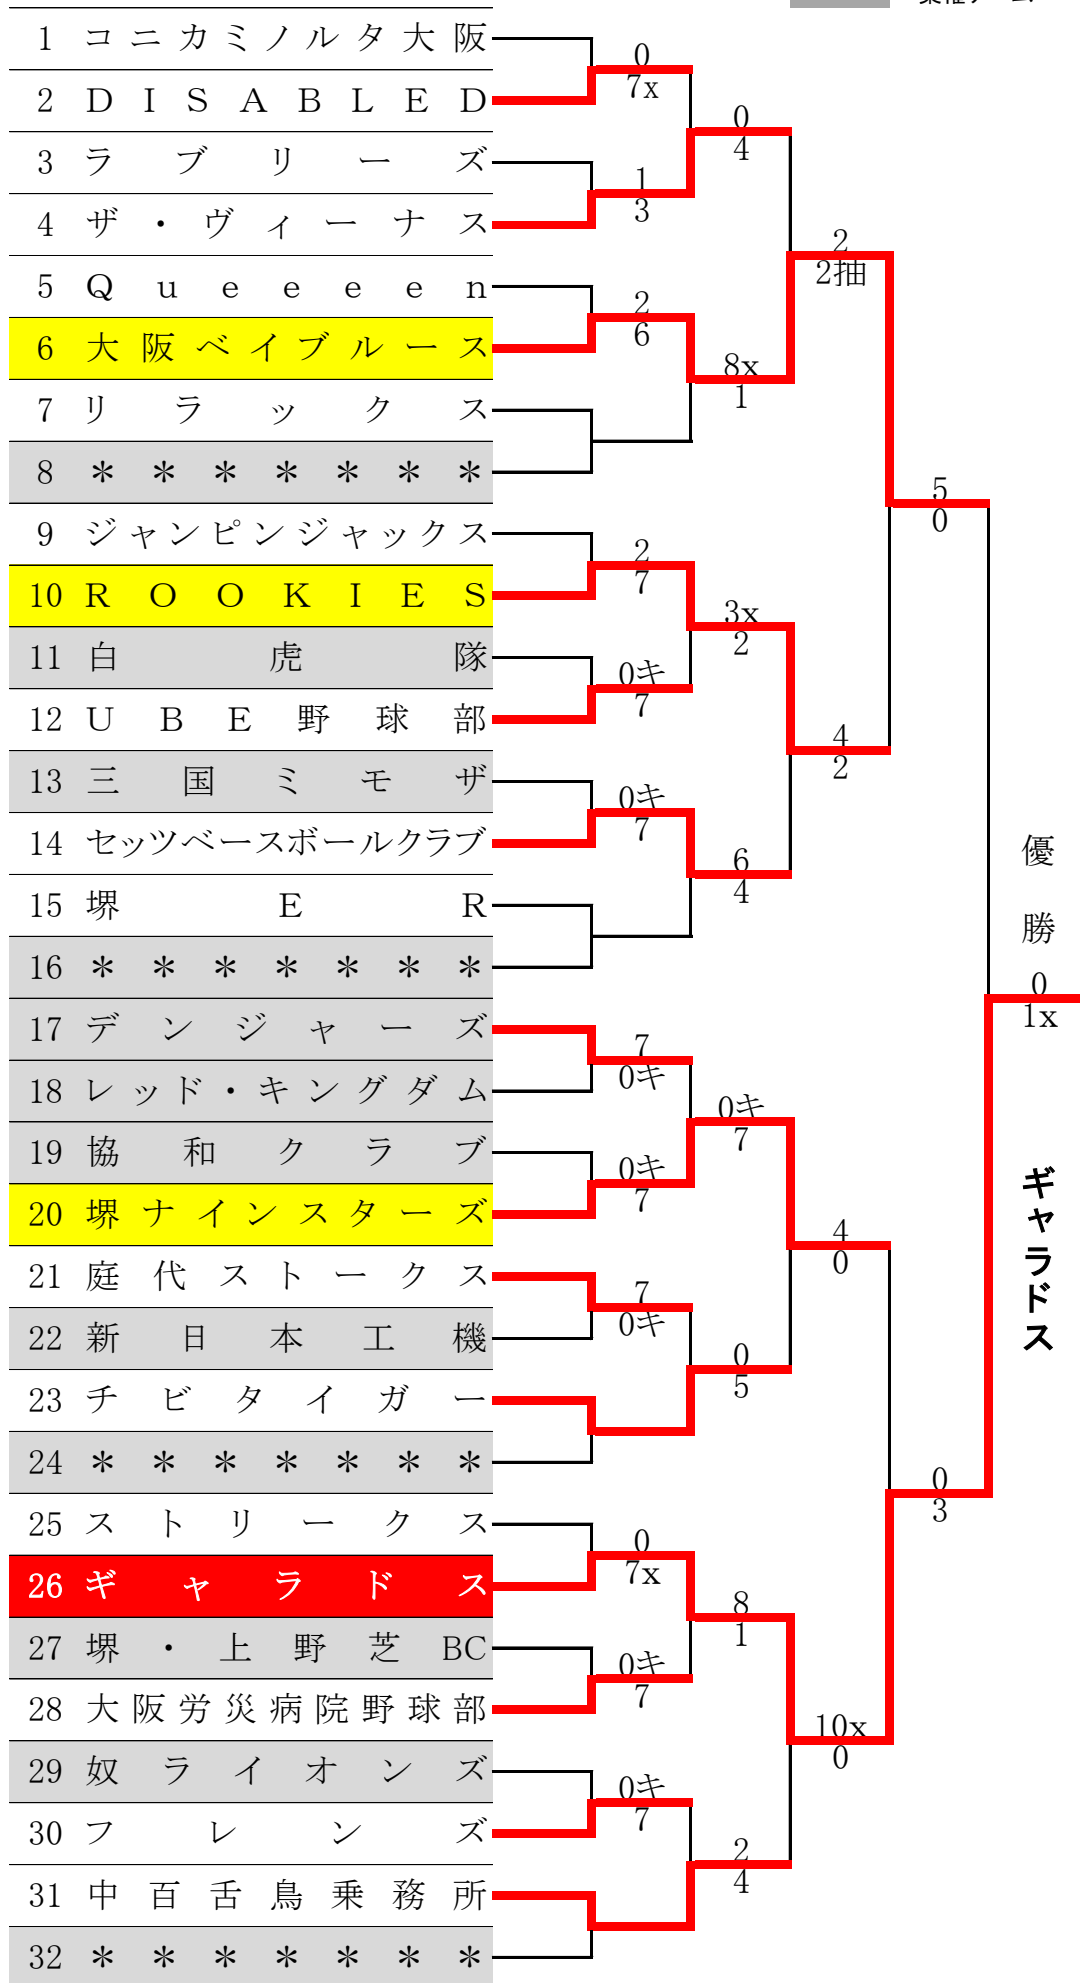 1 コニカミノルタ大阪
2 DISABLED
3 ラブリーズ
4 ザ・ヴィーナス
5 Queeeen
6 大阪ベイブルース
7 リラックス
8 *******
9 ジャンピンジャックス
10 ROOKIES
11 白虎隊
12 UBE野球部
13 三国ミモザ
14 セッツベースボールクラブ
15 堺ER
16 *******
17 デンジャーズ
18 レッド・キングダム
19 協和クラブ
20 堺ナインスターズ
21 庭代ストークス
22 新日本工機
23 チビタイガー
24 *******
25 ストリークス
26 ギャラドス
27 堺・上野芝BC
28 大阪労災病院野球部
29 奴ライオンズ
30 フレンズ
31 中百舌鳥乗務所
32 *******
0
7x
1
3
2
6
2
7
0キ
7
0キ
7
7
0キ
0キ
7
7
0キ
0
7x
0キ
7
0キ
7
0
4
8x
1
3x
2
6
4
0キ
7
0
5
8
1
2
4
2
2抽
4
2
4
0
10x
0
5
0
0
3
優勝
0
1x
ギャラドス